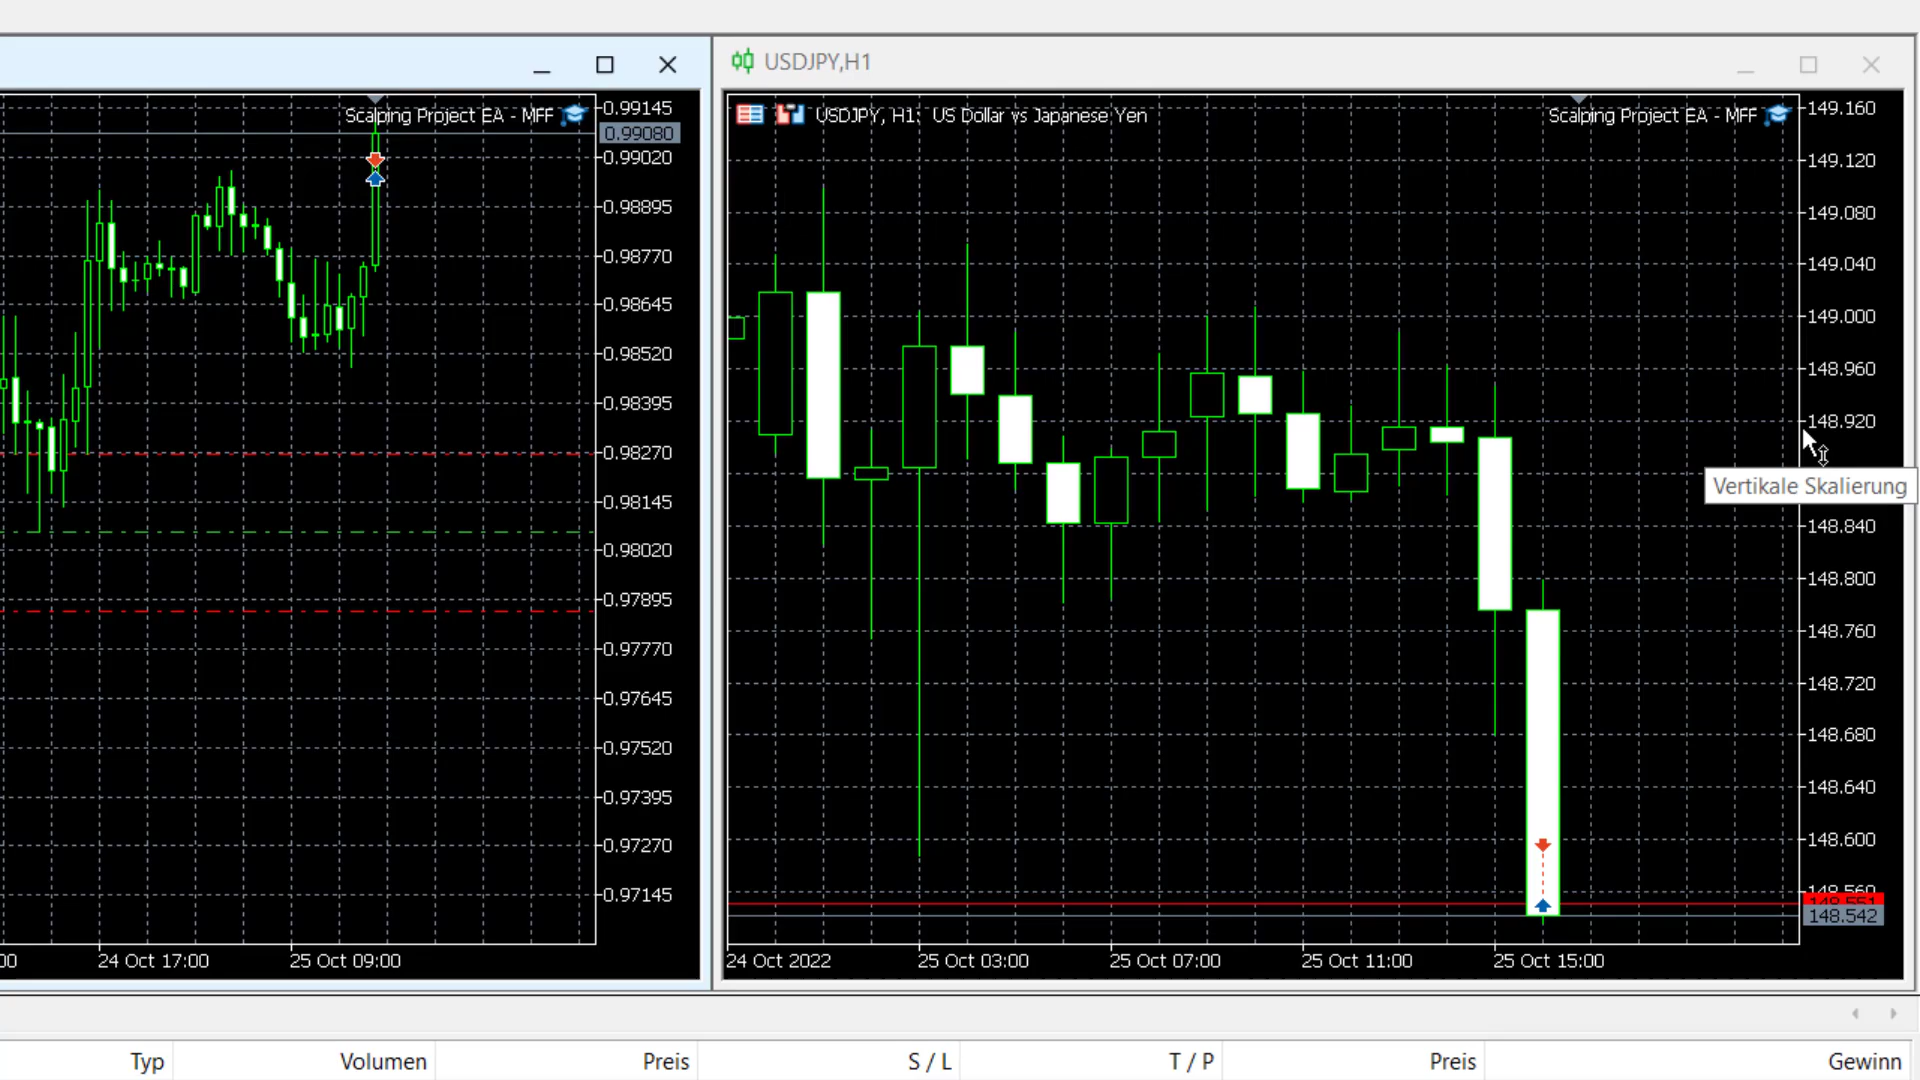 USDJPY,H1
Scalping Project EA - MFF
0.99145
0.99080
0.99020
0.98895
0.98770
0.98645
0.98520
0.98395
0.98270
0.98145
0.98020
0.97895
0.97770
0.97645
0.97520
0.97395
0.97270
0.97145
24 Oct 17:00
25 Oct 09:00
USDJPY, H1: US Dollar vs Japanese Yen
Scalping Project EA - MFF
149.160
149.120
149.080
149.040
149.000
148.960
148.920
Vertikale Skalierung
148.840
148.800
148.760
148.720
148.680
148.640
148.600
148.560
148.551
148.542
24 Oct 2022
25 Oct 03:00
25 Oct 07:00
25 Oct 11:00
25 Oct 15:00
Typ
Volumen
Preis
S / L
T / P
Preis
Gewinn